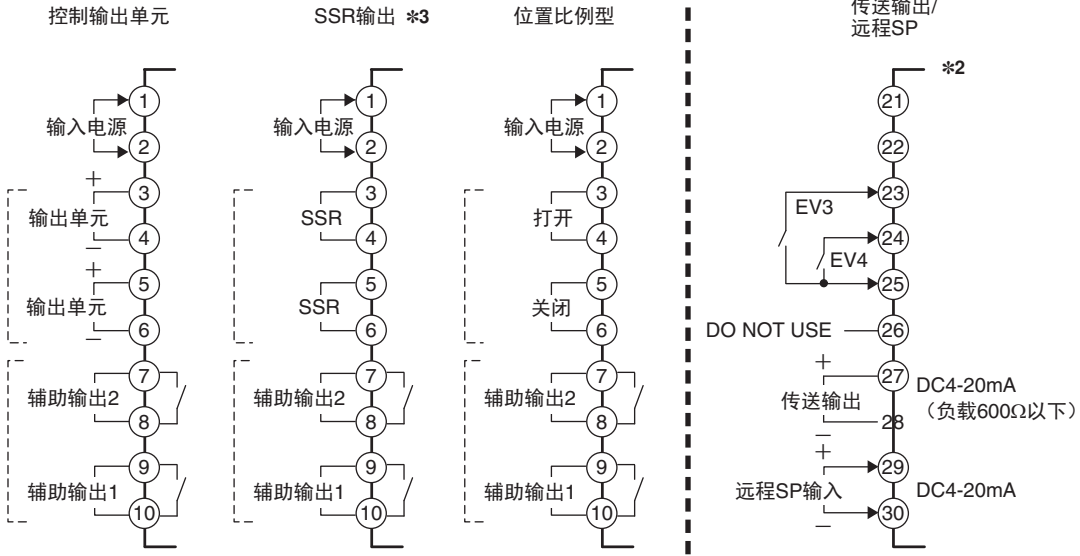 控制输出单元
1
输入电源
2
+
3
输出单元
4
−
+
5
输出单元
6
−
7
辅助输出2
8
9
辅助输出1
10
SSR输出 *3
1
输入电源
2
3
SSR
4
5
SSR
6
7
辅助输出2
8
9
辅助输出1
10
位置比例型
1
输入电源
2
3
打开
4
5
关闭
6
7
辅助输出2
8
9
辅助输出1
10
传送输出/
远程SP
*2
21
22
23
EV3
24
EV4
25
DO NOT USE
26
+
27
DC4-20mA
传送输出
(负载600Ω以下)
28
−
+
29
远程SP输入
DC4-20mA
30
−